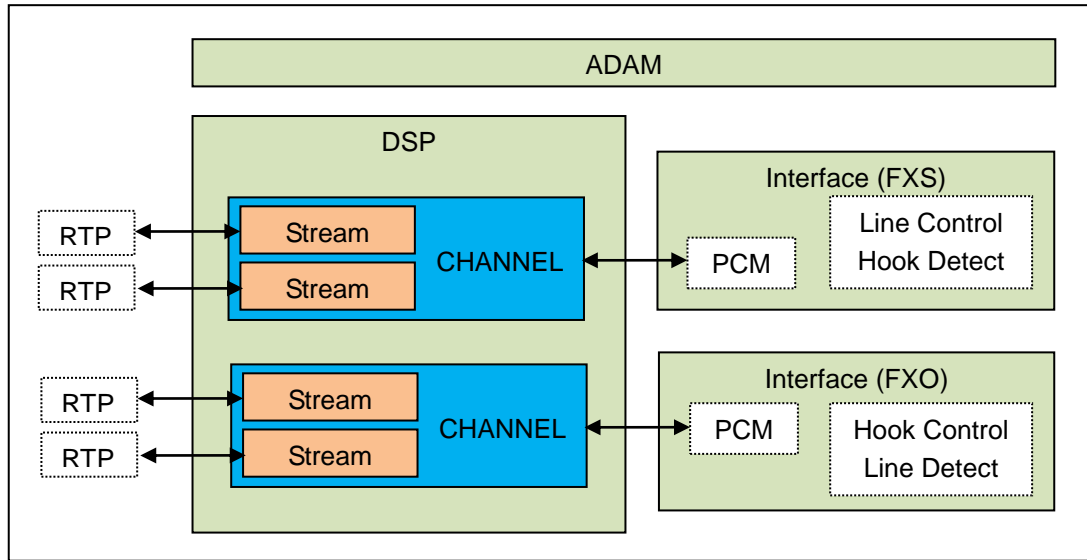 ADAM
DSP
RTP
Stream
RTP
Stream
CHANNEL
Interface (FXS)
PCM
Line Control
Hook Detect
RTP
Stream
RTP
Stream
CHANNEL
Interface (FXO)
PCM
Hook Control
Line Detect